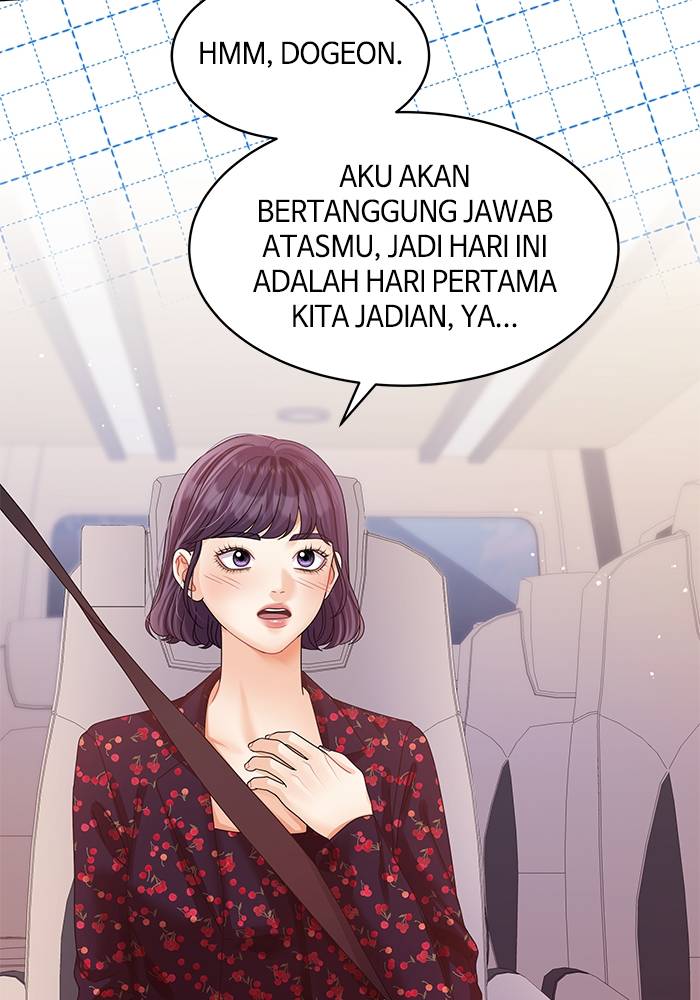 HMM, DOGEON.
AKU AKAN
BERTANGGUNG JAWAB
ATASMU, JADI HARI INI
ADALAH HARI PERTAMA
KITA JADIAN, YA...